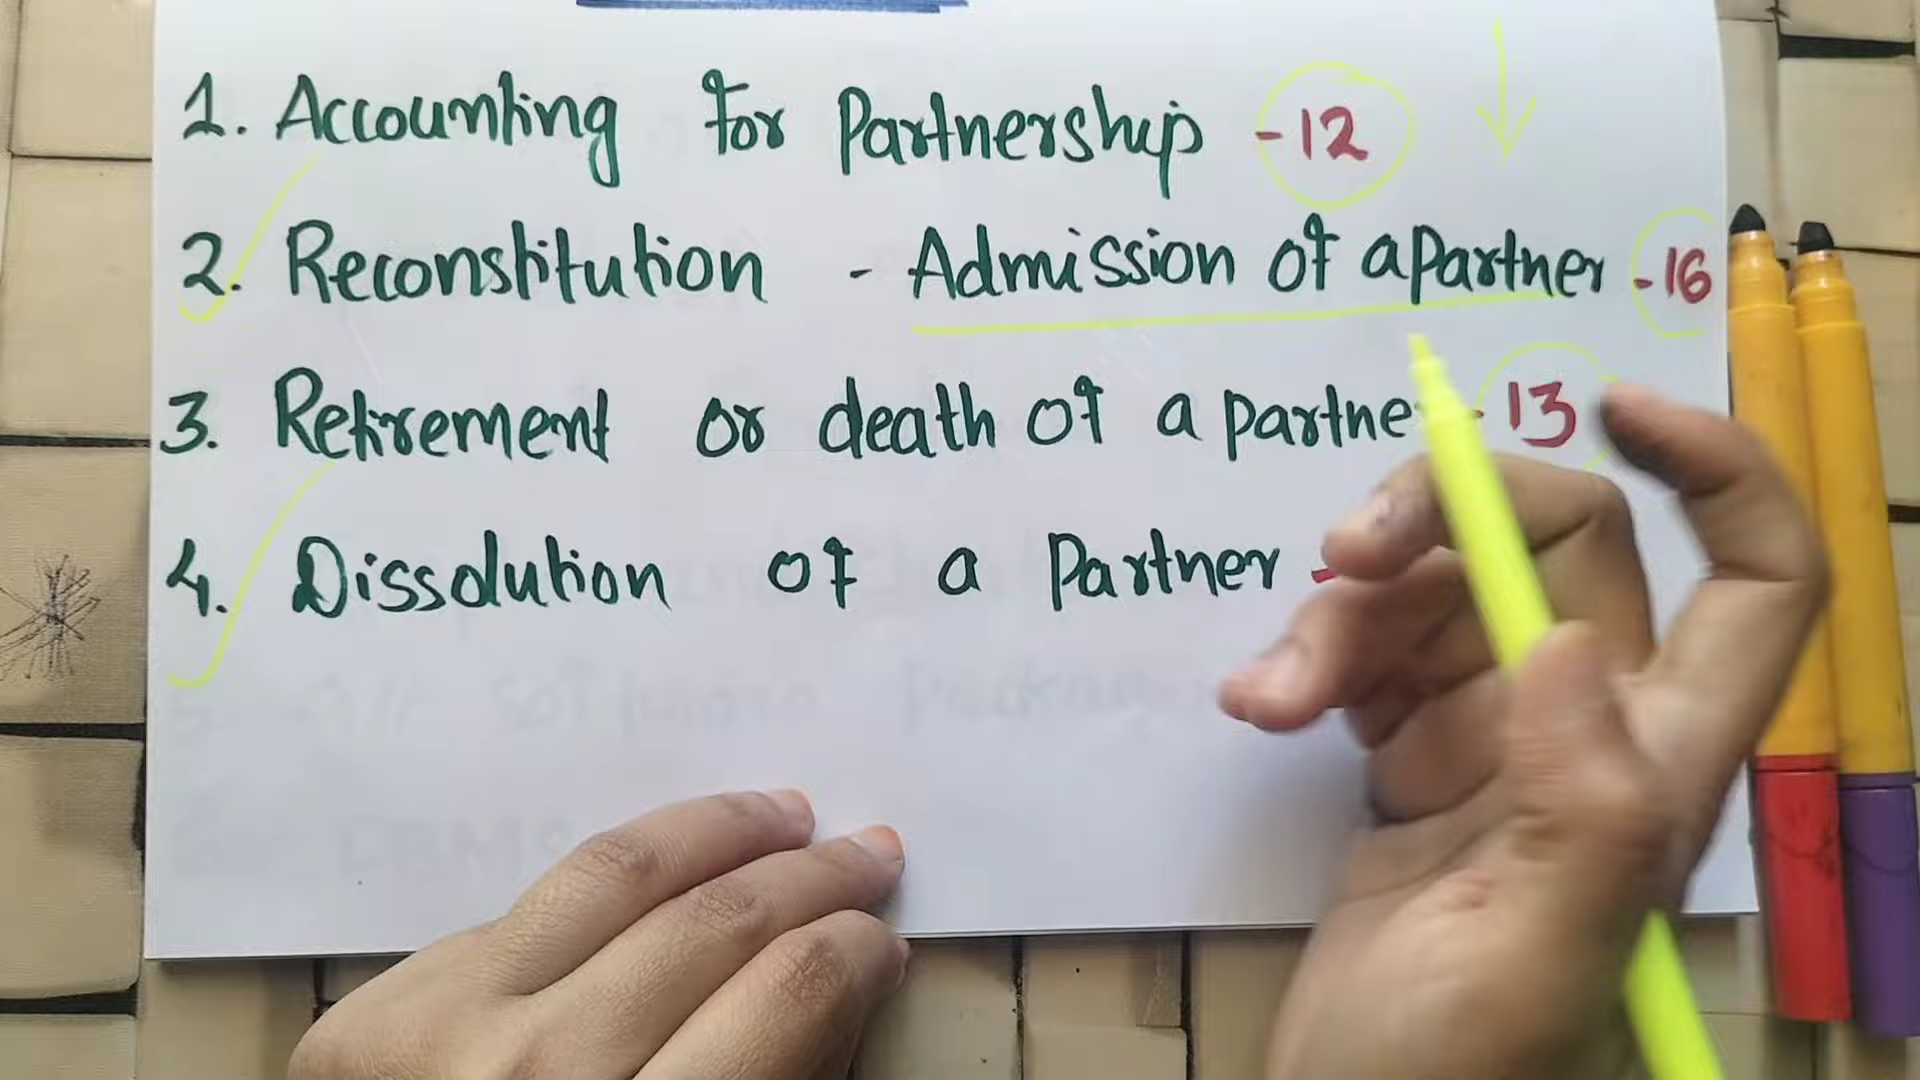 1. Accounting for Partnership -12
2. Reconstitution - Admission of a Partner -16
3. Retirement or death of a partner - 13
4. Dissolution of a Partner -